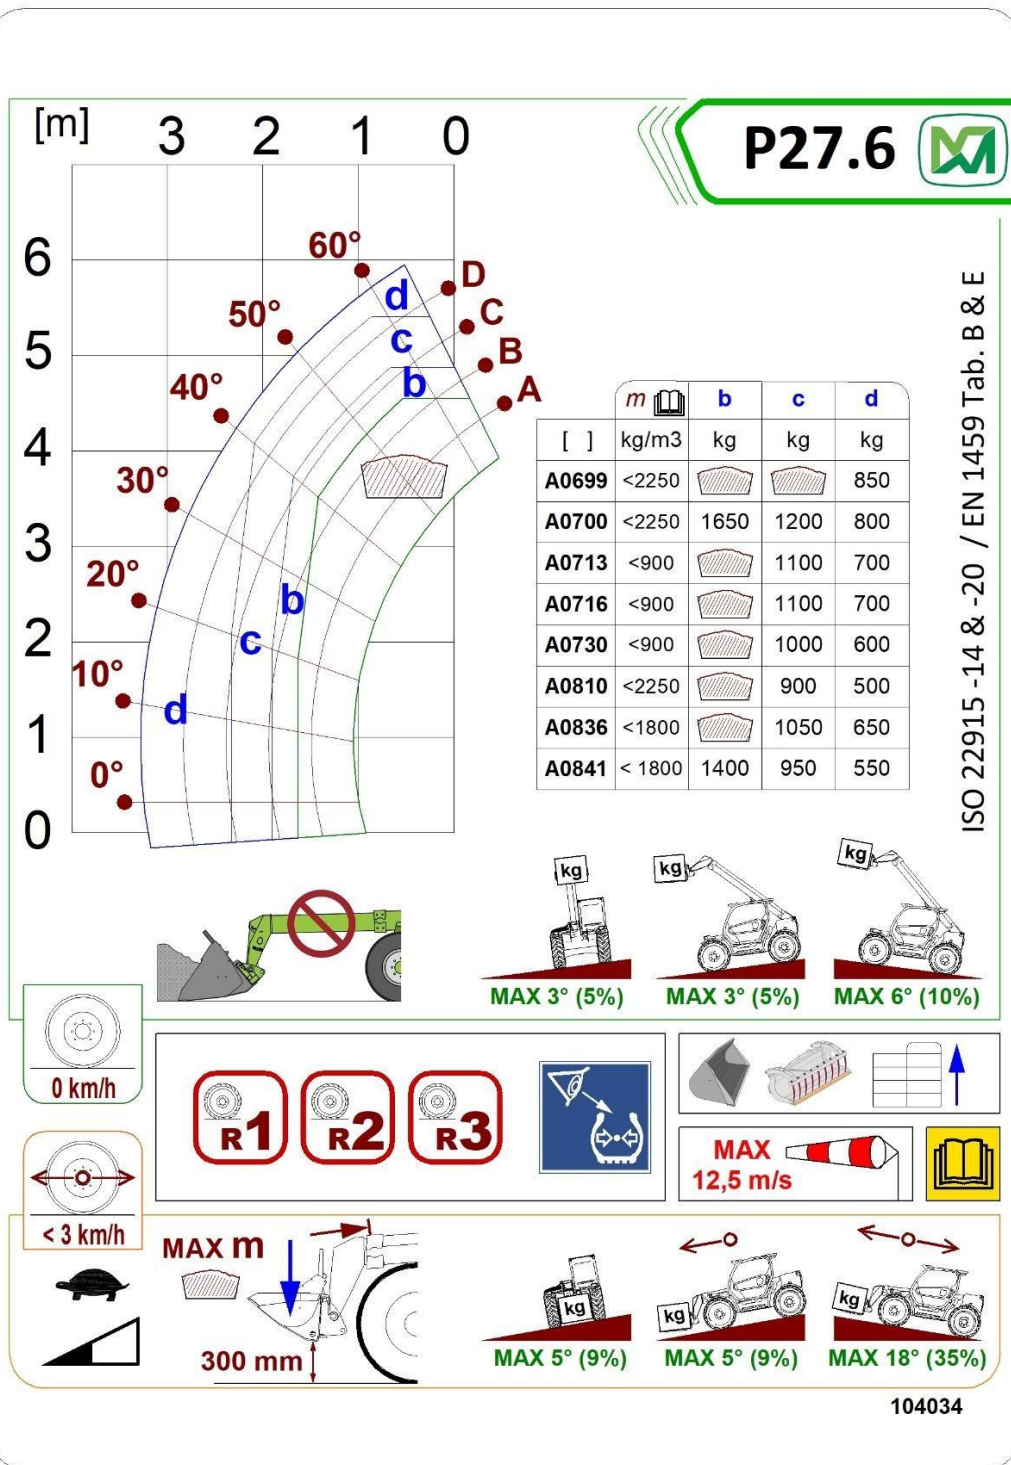 [m] 3 2 1 0
P27.6
6
5
4
3
2
1
0
60°
50°
40°
30°
20°
10°
0°
D
C
B
A
d
c
b
b
c
d
m b c d
[ ] kg/m3 kg kg kg
A0699 <2250 850
A0700 <2250 1650 1200 800
A0713 <900 1100 700
A0716 <900 1100 700
A0730 <900 1000 600
A0810 <2250 900 500
A0836 <1800 1050 650
A0841 < 1800 1400 950 550
ISO 22915 -14 & -20 / EN 1459 Tab. B & E
kg kg kg
MAX 3° (5%) MAX 3° (5%) MAX 6° (10%)
0 km/h
R1 R2 R3
MAX
12,5 m/s
< 3 km/h
MAX m
300 mm
kg kg kg
MAX 5° (9%) MAX 5° (9%) MAX 18° (35%)
104034